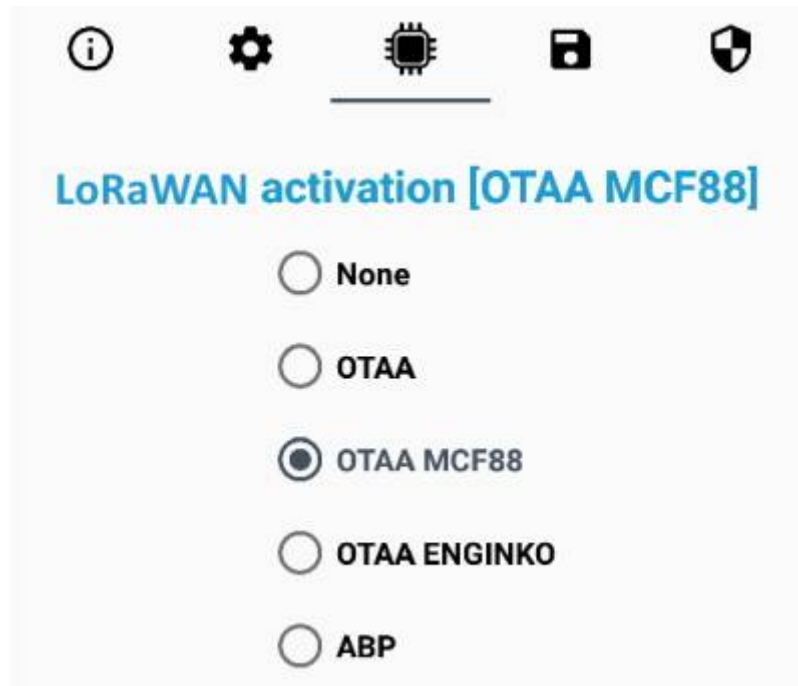 LoRaWAN activation [OTAA MCF88]
None
OTAA
OTAA MCF88
OTAA ENGINKO
ABP